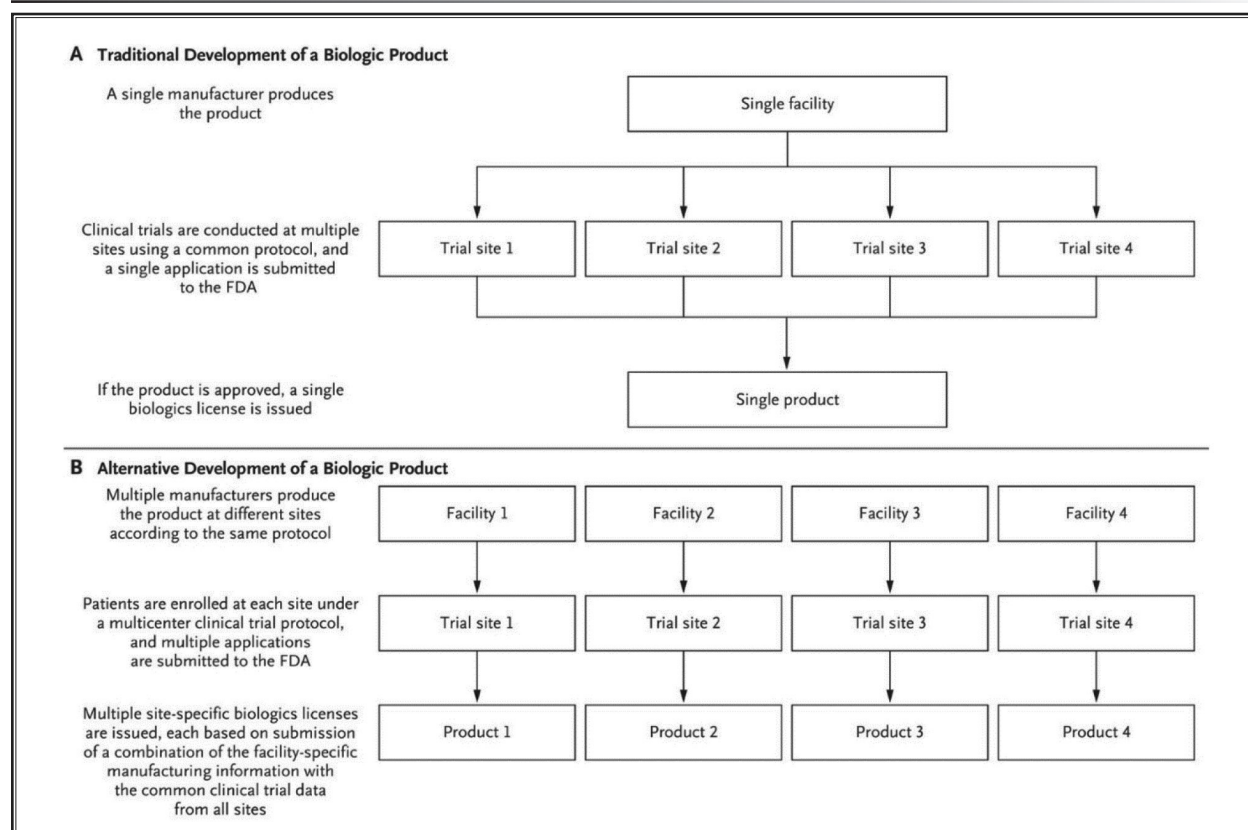 A Traditional Development of a Biologic Product
A single manufacturer produces
the product
Single facility
Clinical trials are conducted at multiple
sites using a common protocol, and
a single application is submitted
to the FDA
Trial site 1
Trial site 2
Trial site 3
Trial site 4
If the product is approved, a single
biologics license is issued
Single product
B Alternative Development of a Biologic Product
Multiple manufacturers produce
the product at different sites
according to the same protocol
Facility 1
Facility 2
Facility 3
Facility 4
Patients are enrolled at each site under
a multicenter clinical trial protocol,
and multiple applications
are submitted to the FDA
Trial site 1
Trial site 2
Trial site 3
Trial site 4
Multiple site-specific biologics licenses
are issued, each based on submission
of a combination of the facility-specific
manufacturing information with
the common clinical trial data
from all sites
Product 1
Product 2
Product 3
Product 4